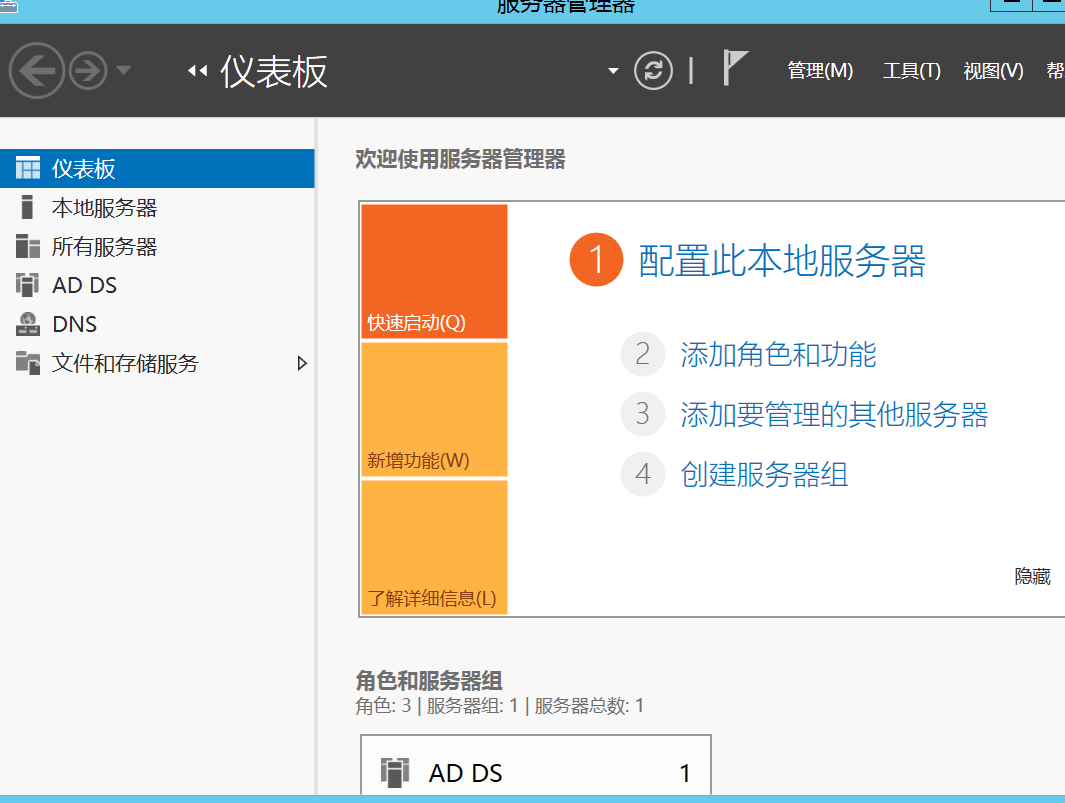 服务器管理器
仪表板
管理(M) 工具(T) 视图(V) 帮
仪表板
本地服务器
所有服务器
AD DS
DNS
文件和存储服务
欢迎使用服务器管理器
快速启动(Q)
新增功能(W)
了解详细信息(L)
1 配置此本地服务器
2 添加角色和功能
3 添加要管理的其他服务器
4 创建服务器组
隐藏
角色和服务器组
角色: 3 | 服务器组: 1 | 服务器总数: 1
AD DS 1